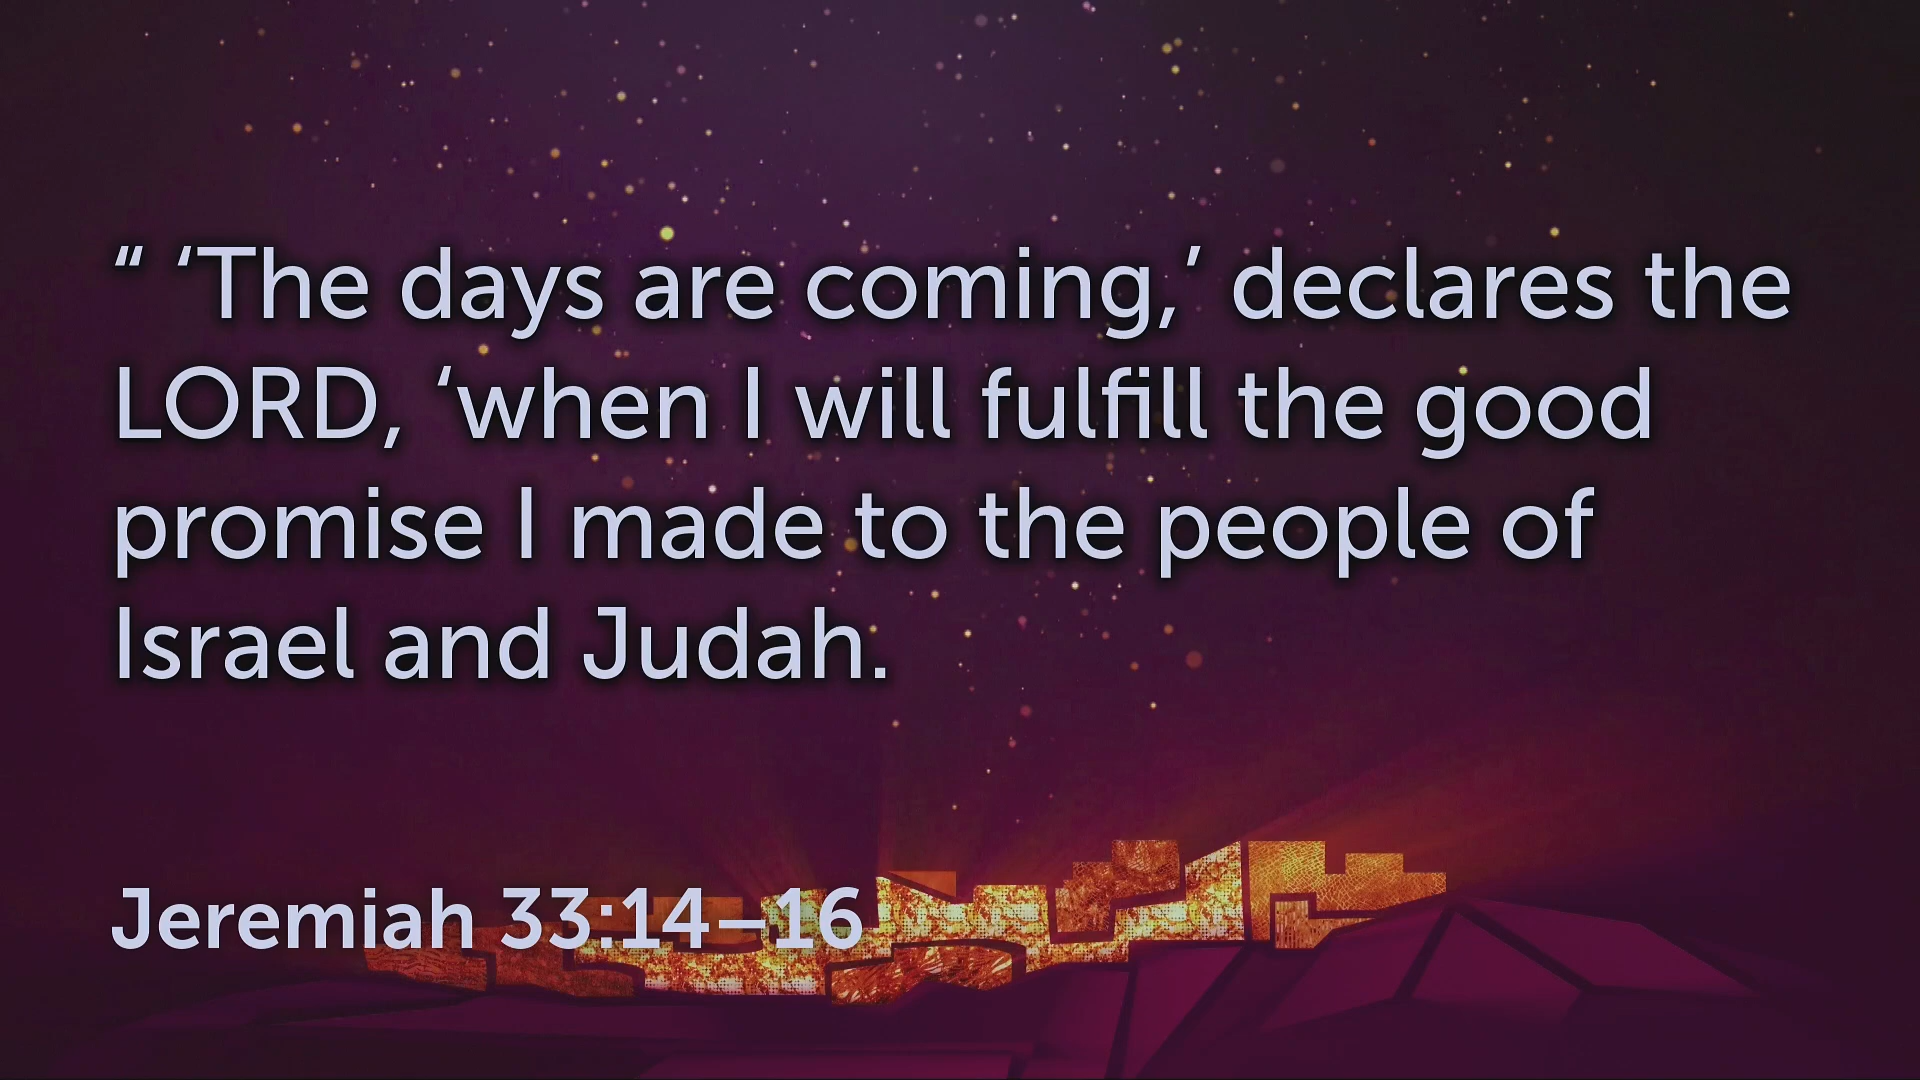 “ ‘The days are coming,’ declares the
LORD, ‘when I will fulfill the good
promise I made to the people of
Israel and Judah.
Jeremiah 33:14–16